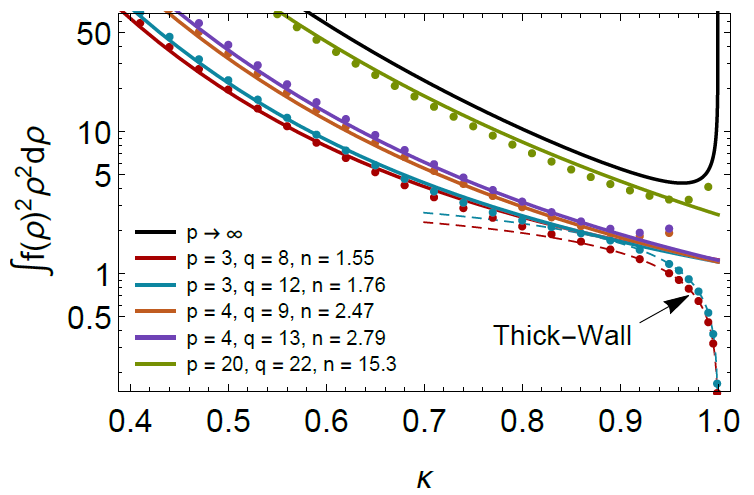 50
10
5
1
0.5
∫f(ρ)²ρ²dρ
p → ∞
p = 3, q = 8, n = 1.55
p = 3, q = 12, n = 1.76
p = 4, q = 9, n = 2.47
p = 4, q = 13, n = 2.79
p = 20, q = 22, n = 15.3
Thick-Wall
0.4 0.5 0.6 0.7 0.8 0.9 1.0
κ